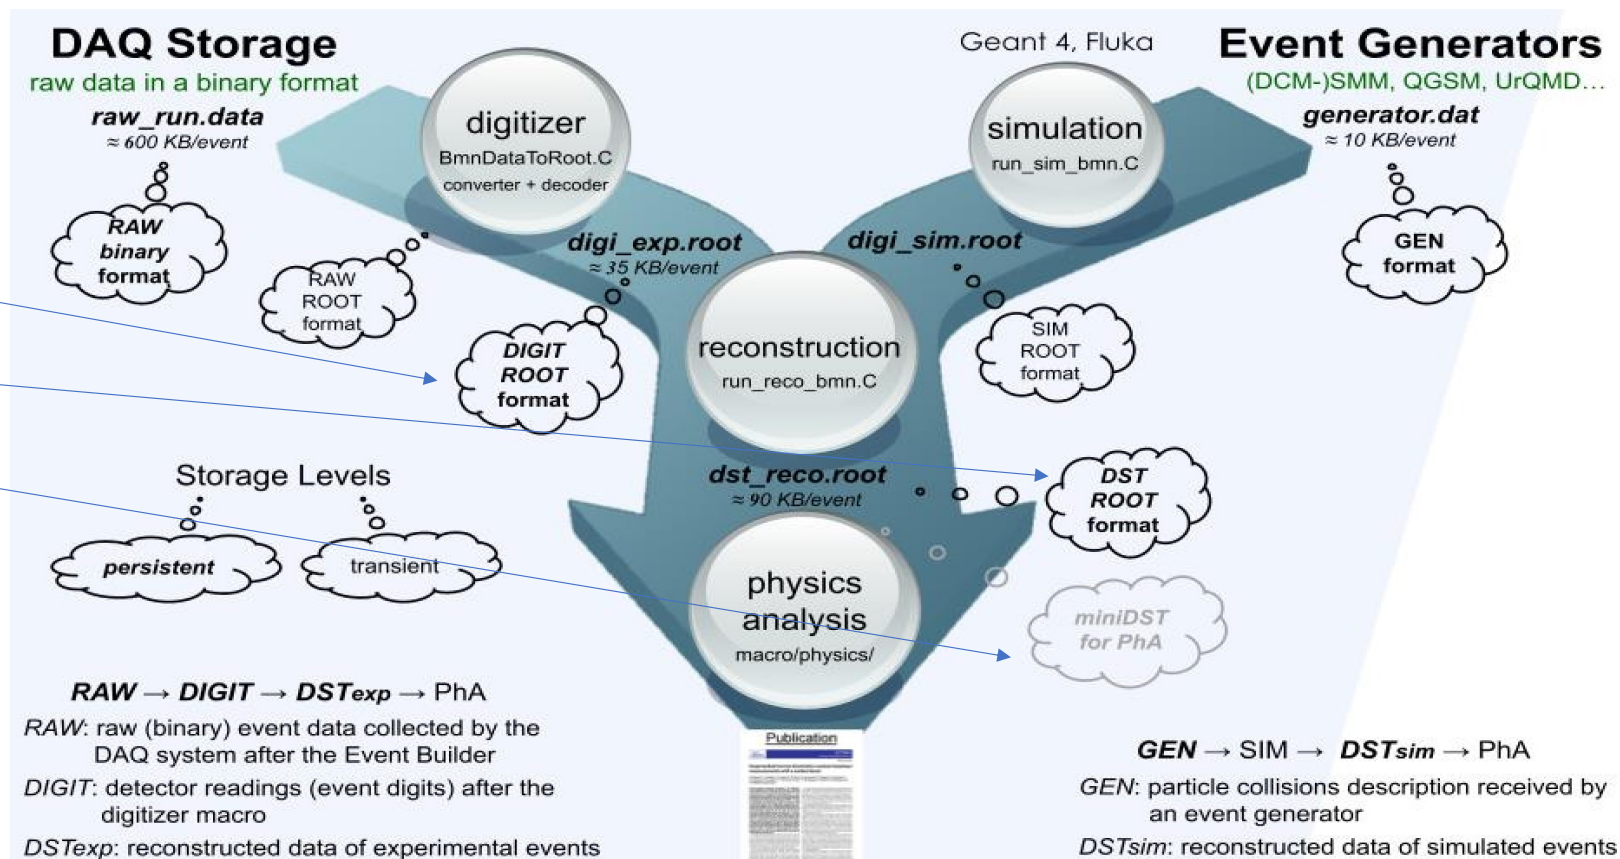 DAQ Storage
raw data in a binary format
raw_run.data
≈ 600 KB/event
RAW
binary
format
digitizer
BmnDataToRoot.C
converter + decoder
RAW
ROOT
format
digi_exp.root
≈ 35 KB/event
DIGIT
ROOT
format
Geant 4, Fluka
simulation
run_sim_bmn.C
Event Generators
(DCM-)SMM, QGSM, UrQMD...
generator.dat
≈ 10 KB/event
GEN
format
digi_sim.root
SIM
ROOT
format
reconstruction
run_reco_bmn.C
dst_reco.root
≈ 90 KB/event
DST
ROOT
format
miniDST
for PhA
physics
analysis
macro/physics/
Publication
Storage Levels
persistent
transient
RAW → DIGIT → DSTexp → PhA
RAW: raw (binary) event data collected by the
DAQ system after the Event Builder
DIGIT: detector readings (event digits) after the
digitizer macro
DSTexp: reconstructed data of experimental events
GEN → SIM → DSTsim → PhA
GEN: particle collisions description received by
an event generator
DSTsim: reconstructed data of simulated events